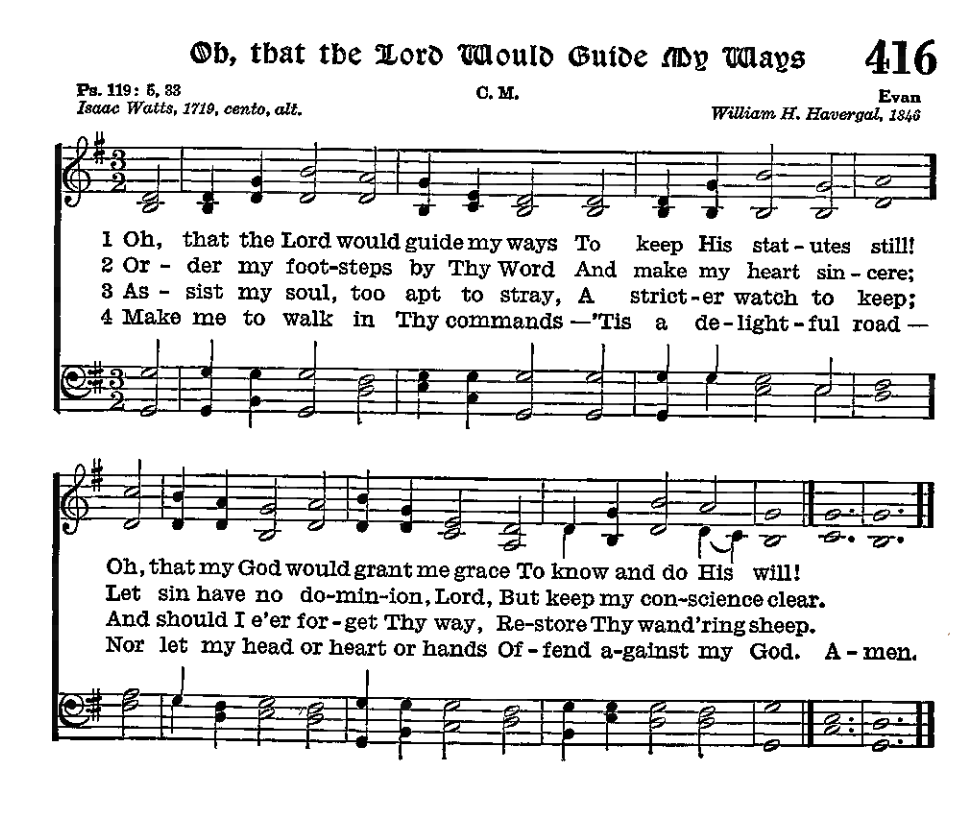 Oh, that the Lord Would Guide My Ways 416
Ps. 119: 5, 33 C. M. Evan
Isaac Watts, 1719, cento, alt. William H. Havergal, 1846
3
2
1 Oh, that the Lord would guide my ways To keep His stat-utes still!
2 Or - der my foot-steps by Thy Word And make my heart sin-cere;
3 As - sist my soul, too apt to stray, A strict-er watch to keep;
4 Make me to walk in Thy commands —'Tis a de-light-ful road —
3
2
Oh, that my God would grant me grace To know and do His will!
Let sin have no do-min-ion, Lord, But keep my con-science clear.
And should I e'er for-get Thy way, Re-store Thy wand'ring sheep.
Nor let my head or heart or hands Of-fend a-gainst my God. A-men.